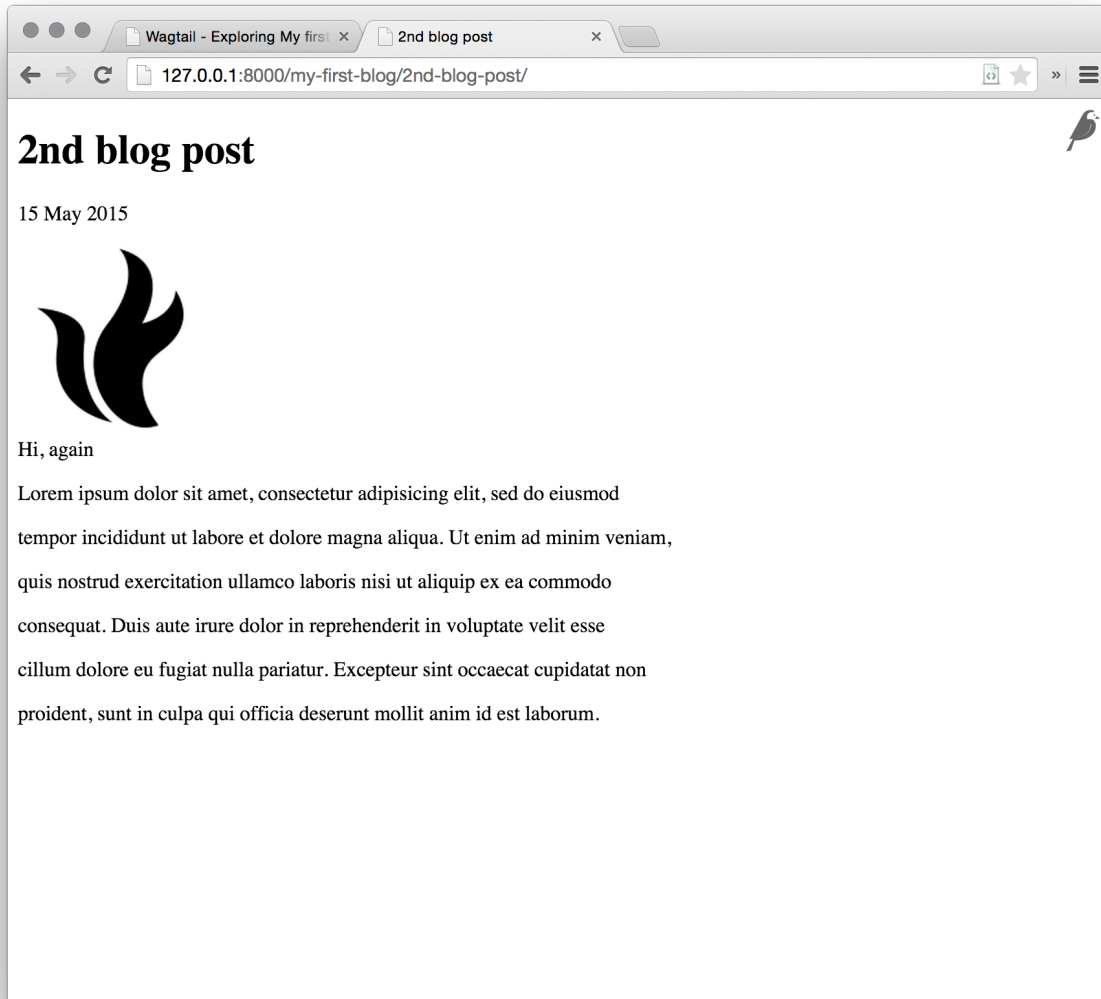 Wagtail - Exploring My first
2nd blog post
127.0.0.1:8000/my-first-blog/2nd-blog-post/
2nd blog post
15 May 2015
Hi, again
Lorem ipsum dolor sit amet, consectetur adipisicing elit, sed do eiusmod
tempor incididunt ut labore et dolore magna aliqua. Ut enim ad minim veniam,
quis nostrud exercitation ullamco laboris nisi ut aliquip ex ea commodo
consequat. Duis aute irure dolor in reprehenderit in voluptate velit esse
cillum dolore eu fugiat nulla pariatur. Excepteur sint occaecat cupidatat non
proident, sunt in culpa qui officia deserunt mollit anim id est laborum.